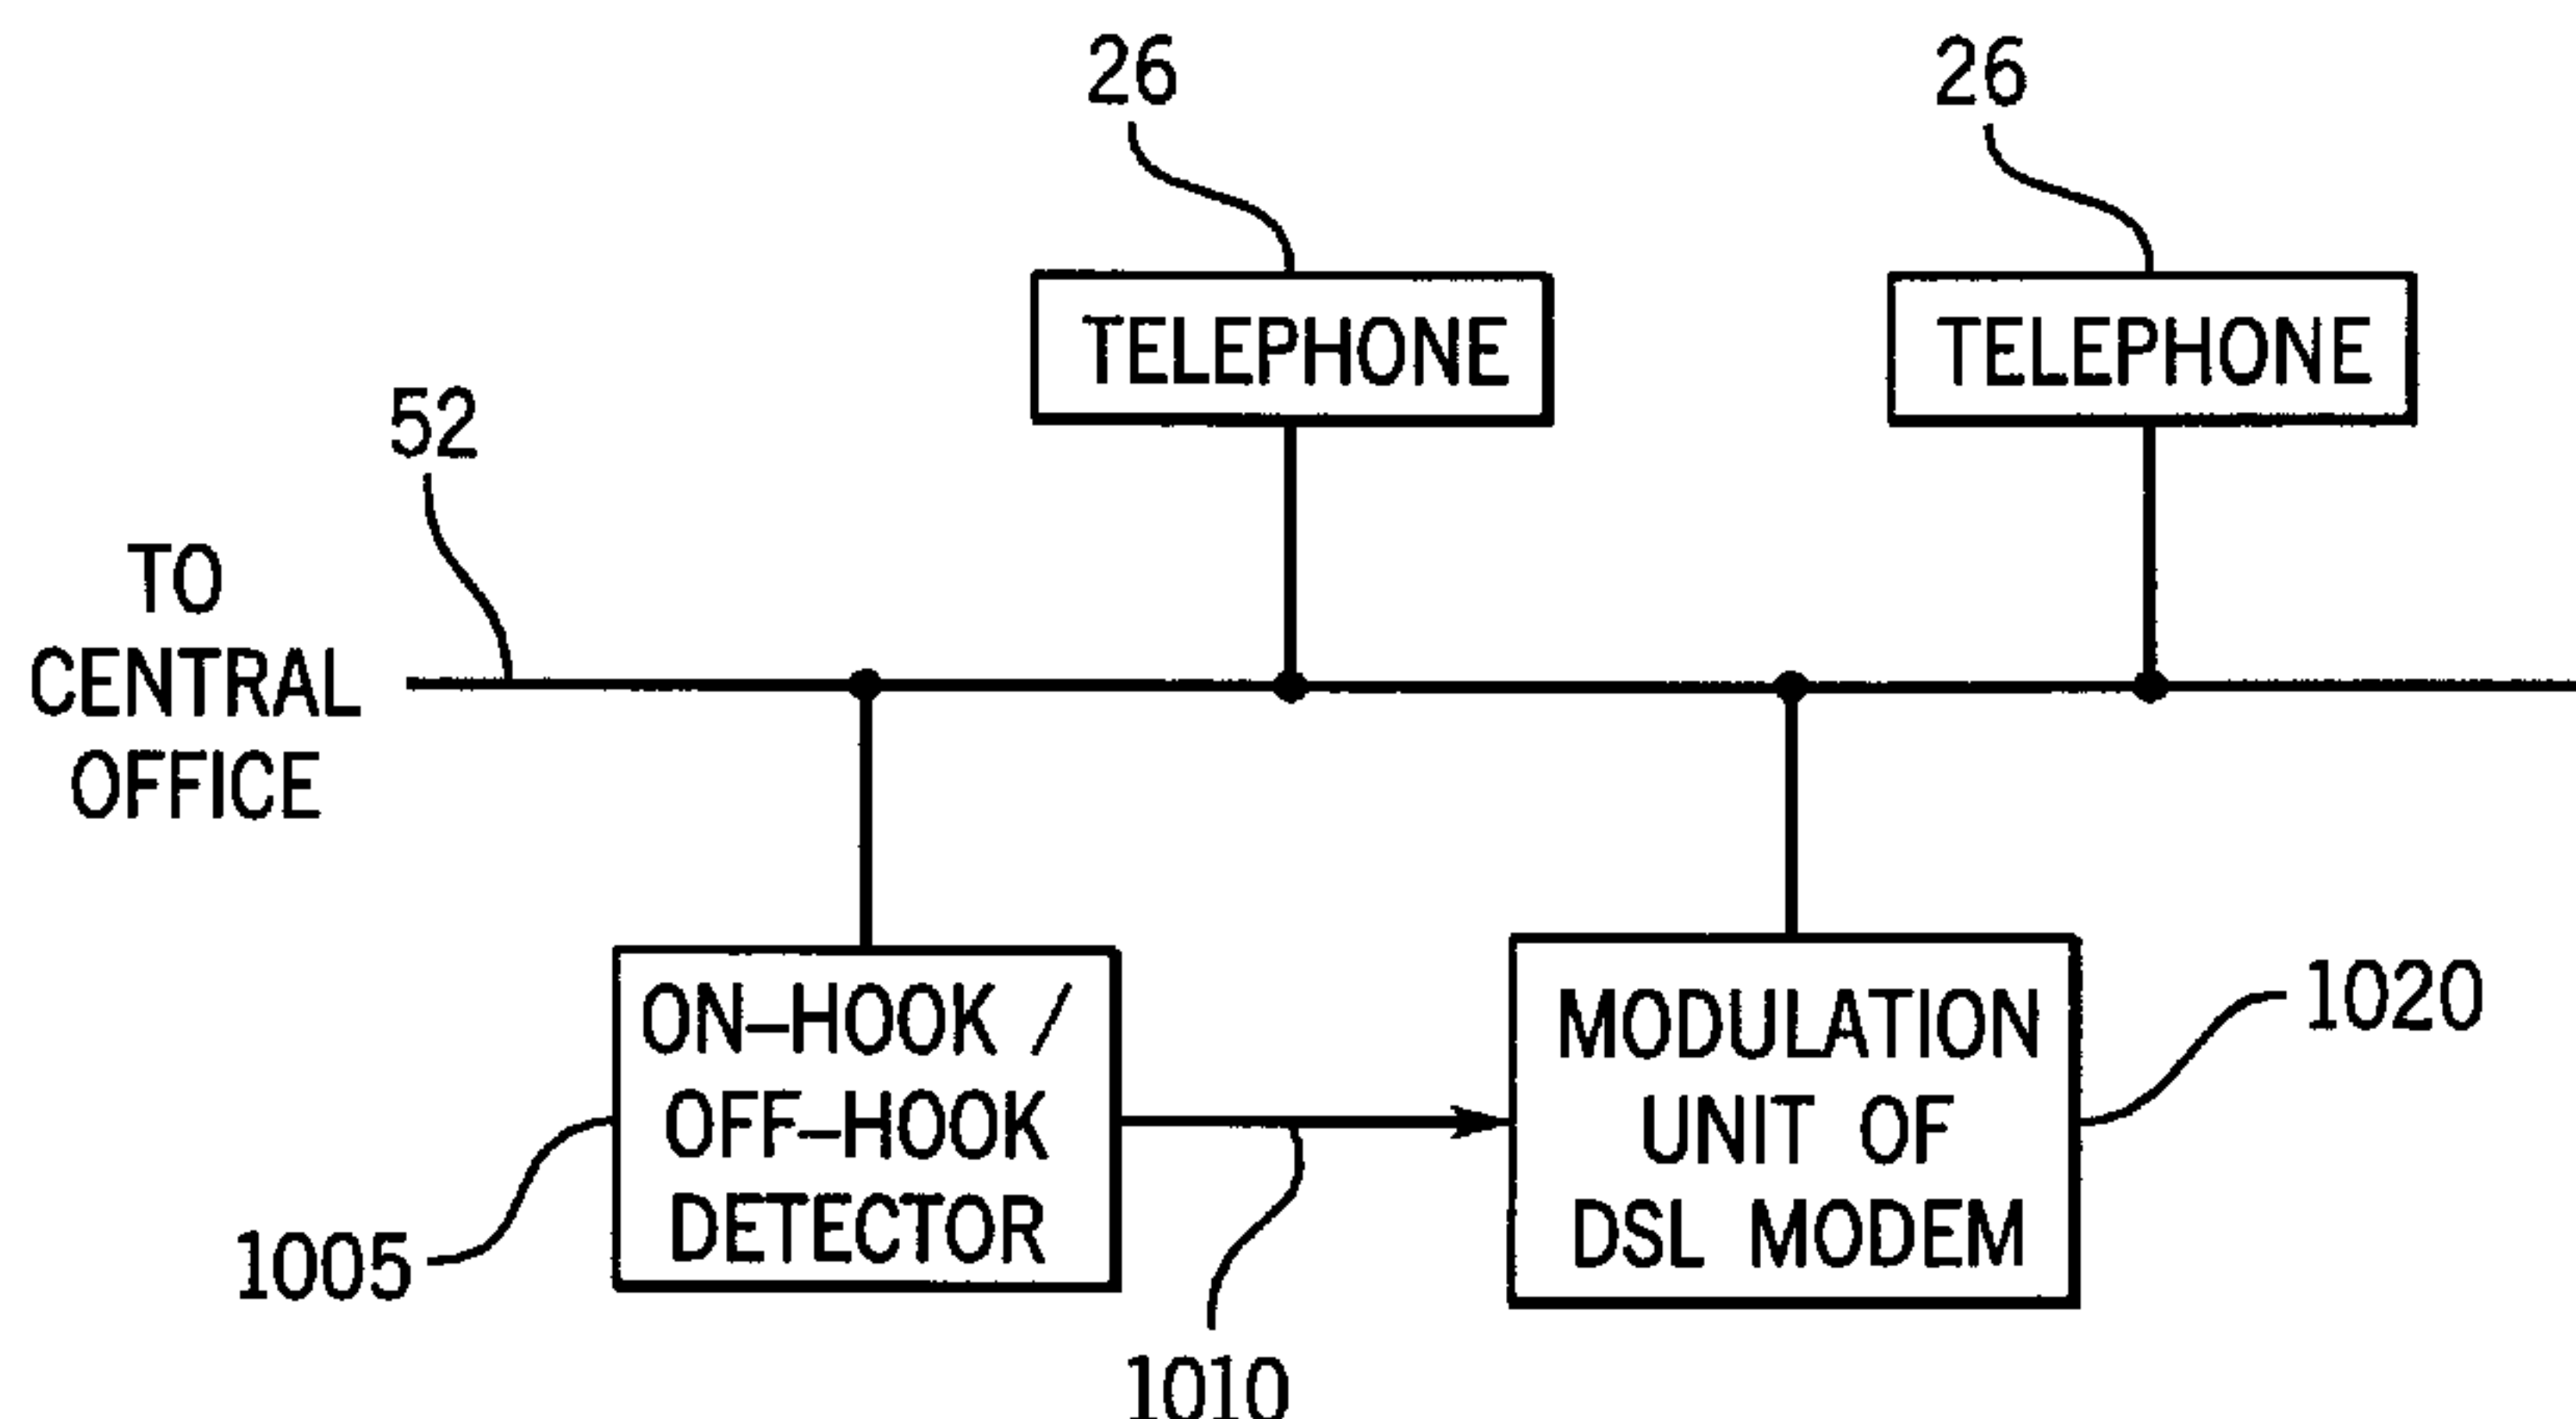 26
26
TELEPHONE
TELEPHONE
52
TO
CENTRAL
OFFICE
ON-HOOK /
OFF-HOOK
DETECTOR
MODULATION
UNIT OF
DSL MODEM
1020
1005
1010